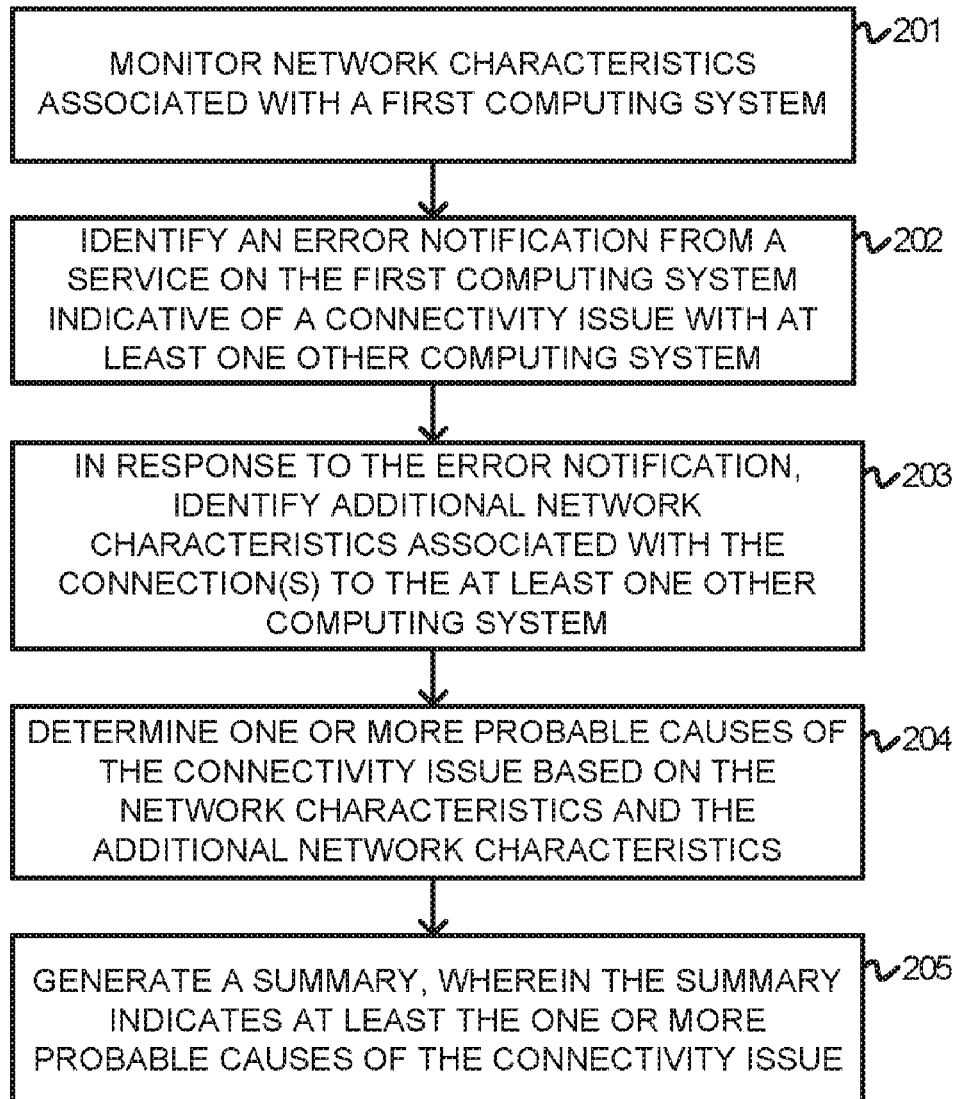 MONITOR NETWORK CHARACTERISTICS
ASSOCIATED WITH A FIRST COMPUTING SYSTEM
201
IDENTIFY AN ERROR NOTIFICATION FROM A
SERVICE ON THE FIRST COMPUTING SYSTEM
INDICATIVE OF A CONNECTIVITY ISSUE WITH AT
LEAST ONE OTHER COMPUTING SYSTEM
202
IN RESPONSE TO THE ERROR NOTIFICATION,
IDENTIFY ADDITIONAL NETWORK
CHARACTERISTICS ASSOCIATED WITH THE
CONNECTION(S) TO THE AT LEAST ONE OTHER
COMPUTING SYSTEM
203
DETERMINE ONE OR MORE PROBABLE CAUSES OF
THE CONNECTIVITY ISSUE BASED ON THE
NETWORK CHARACTERISTICS AND THE
ADDITIONAL NETWORK CHARACTERISTICS
204
GENERATE A SUMMARY, WHEREIN THE SUMMARY
INDICATES AT LEAST THE ONE OR MORE
PROBABLE CAUSES OF THE CONNECTIVITY ISSUE
205